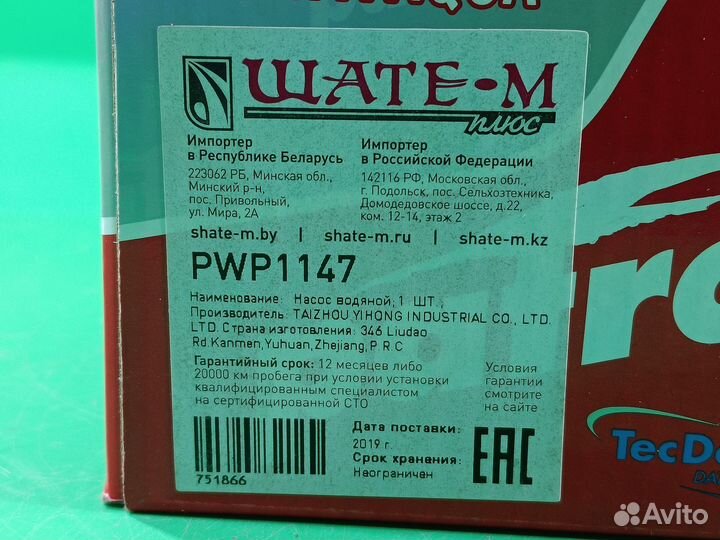 ШАТЕ-М
плюс
Импортер
в Республике Беларусь
223062 РБ, Минская обл.,
Минский р-н,
пос. Привольный,
ул. Мира, 2А
Импортер
в Российской Федерации
142116 РФ, Московская обл.,
г. Подольск, пос. Сельхозтехника,
Домодедовское шоссе, д.22,
ком. 12-14, этаж 2
shate-m.by | shate-m.ru | shate-m.kz
PWP1147
Наименование: Насос водяной; 1 ШТ.;
Производитель: TAIZHOU YIHONG INDUSTRIAL CO., LTD.
LTD. Страна изготовления: 346 Liudao
Rd.Kanmen,Yuhuan,Zhejiang,P.R.C
Гарантийный срок: 12 месяцев либо
20000 км пробега при условии установки
квалифицированным специалистом
на сертифицированной СТО
Условия
гарантии
смотрите
на сайте
751866
Дата поставки:
2019 г.
Срок хранения:
Неограничен
EAC
TecDo
Avito